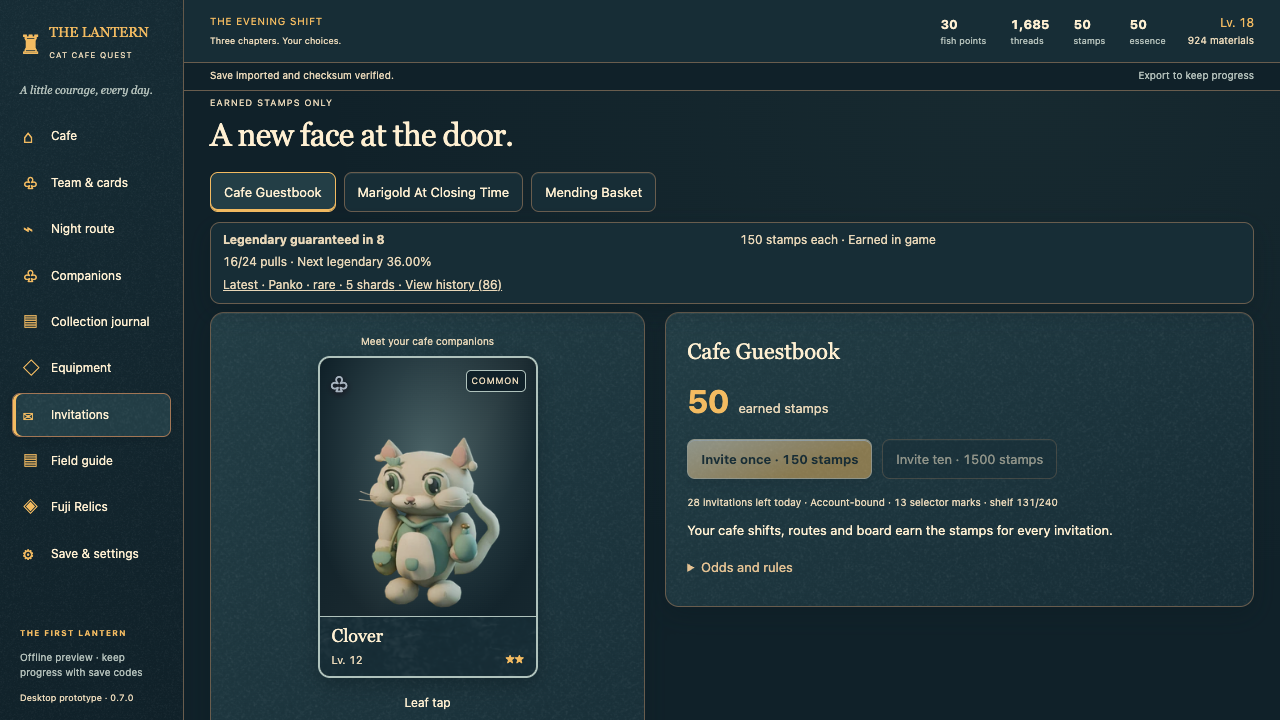 THE LANTERN
CAT CAFE QUEST
A little courage, every day.
Cafe
Team & cards
Night route
Companions
Collection journal
Equipment
Invitations
Field guide
Fuji Relics
Save & settings
THE FIRST LANTERN
Offline preview · keep
progress with save codes
Desktop prototype · 0.7.0
THE EVENING SHIFT
Three chapters. Your choices.
30
fish points
1,685
threads
50
stamps
50
essence
Lv. 18
924 materials
Save imported and checksum verified.
Export to keep progress
EARNED STAMPS ONLY
A new face at the door.
Cafe Guestbook
Marigold At Closing Time
Mending Basket
Legendary guaranteed in 8
150 stamps each · Earned in game
16/24 pulls · Next legendary 36.00%
Latest · Panko · rare · 5 shards · View history (86)
Meet your cafe companions
COMMON
Clover
Lv. 12
Leaf tap
Cafe Guestbook
50 earned stamps
Invite once · 150 stamps
Invite ten · 1500 stamps
28 invitations left today · Account-bound · 13 selector marks · shelf 131/240
Your cafe shifts, routes and board earn the stamps for every invitation.
Odds and rules